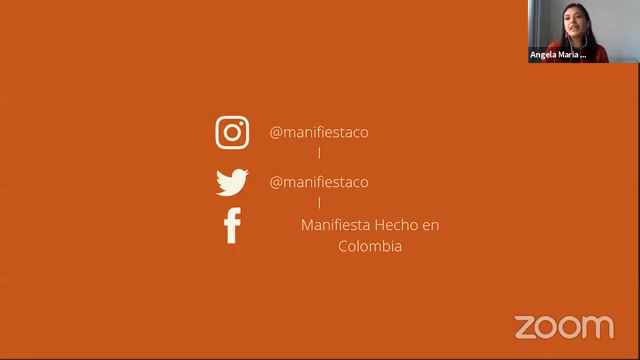 Angela Maria ...
@manifiestaco
|
@manifiestaco
|
Manifiesta Hecho en
Colombia
zoom